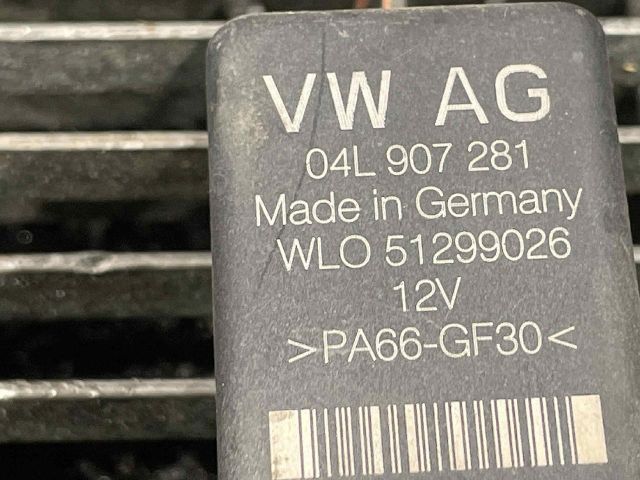 VW AG
04L 907 281
Made in Germany
WLO 51299026
12V
>PA66-GF30<